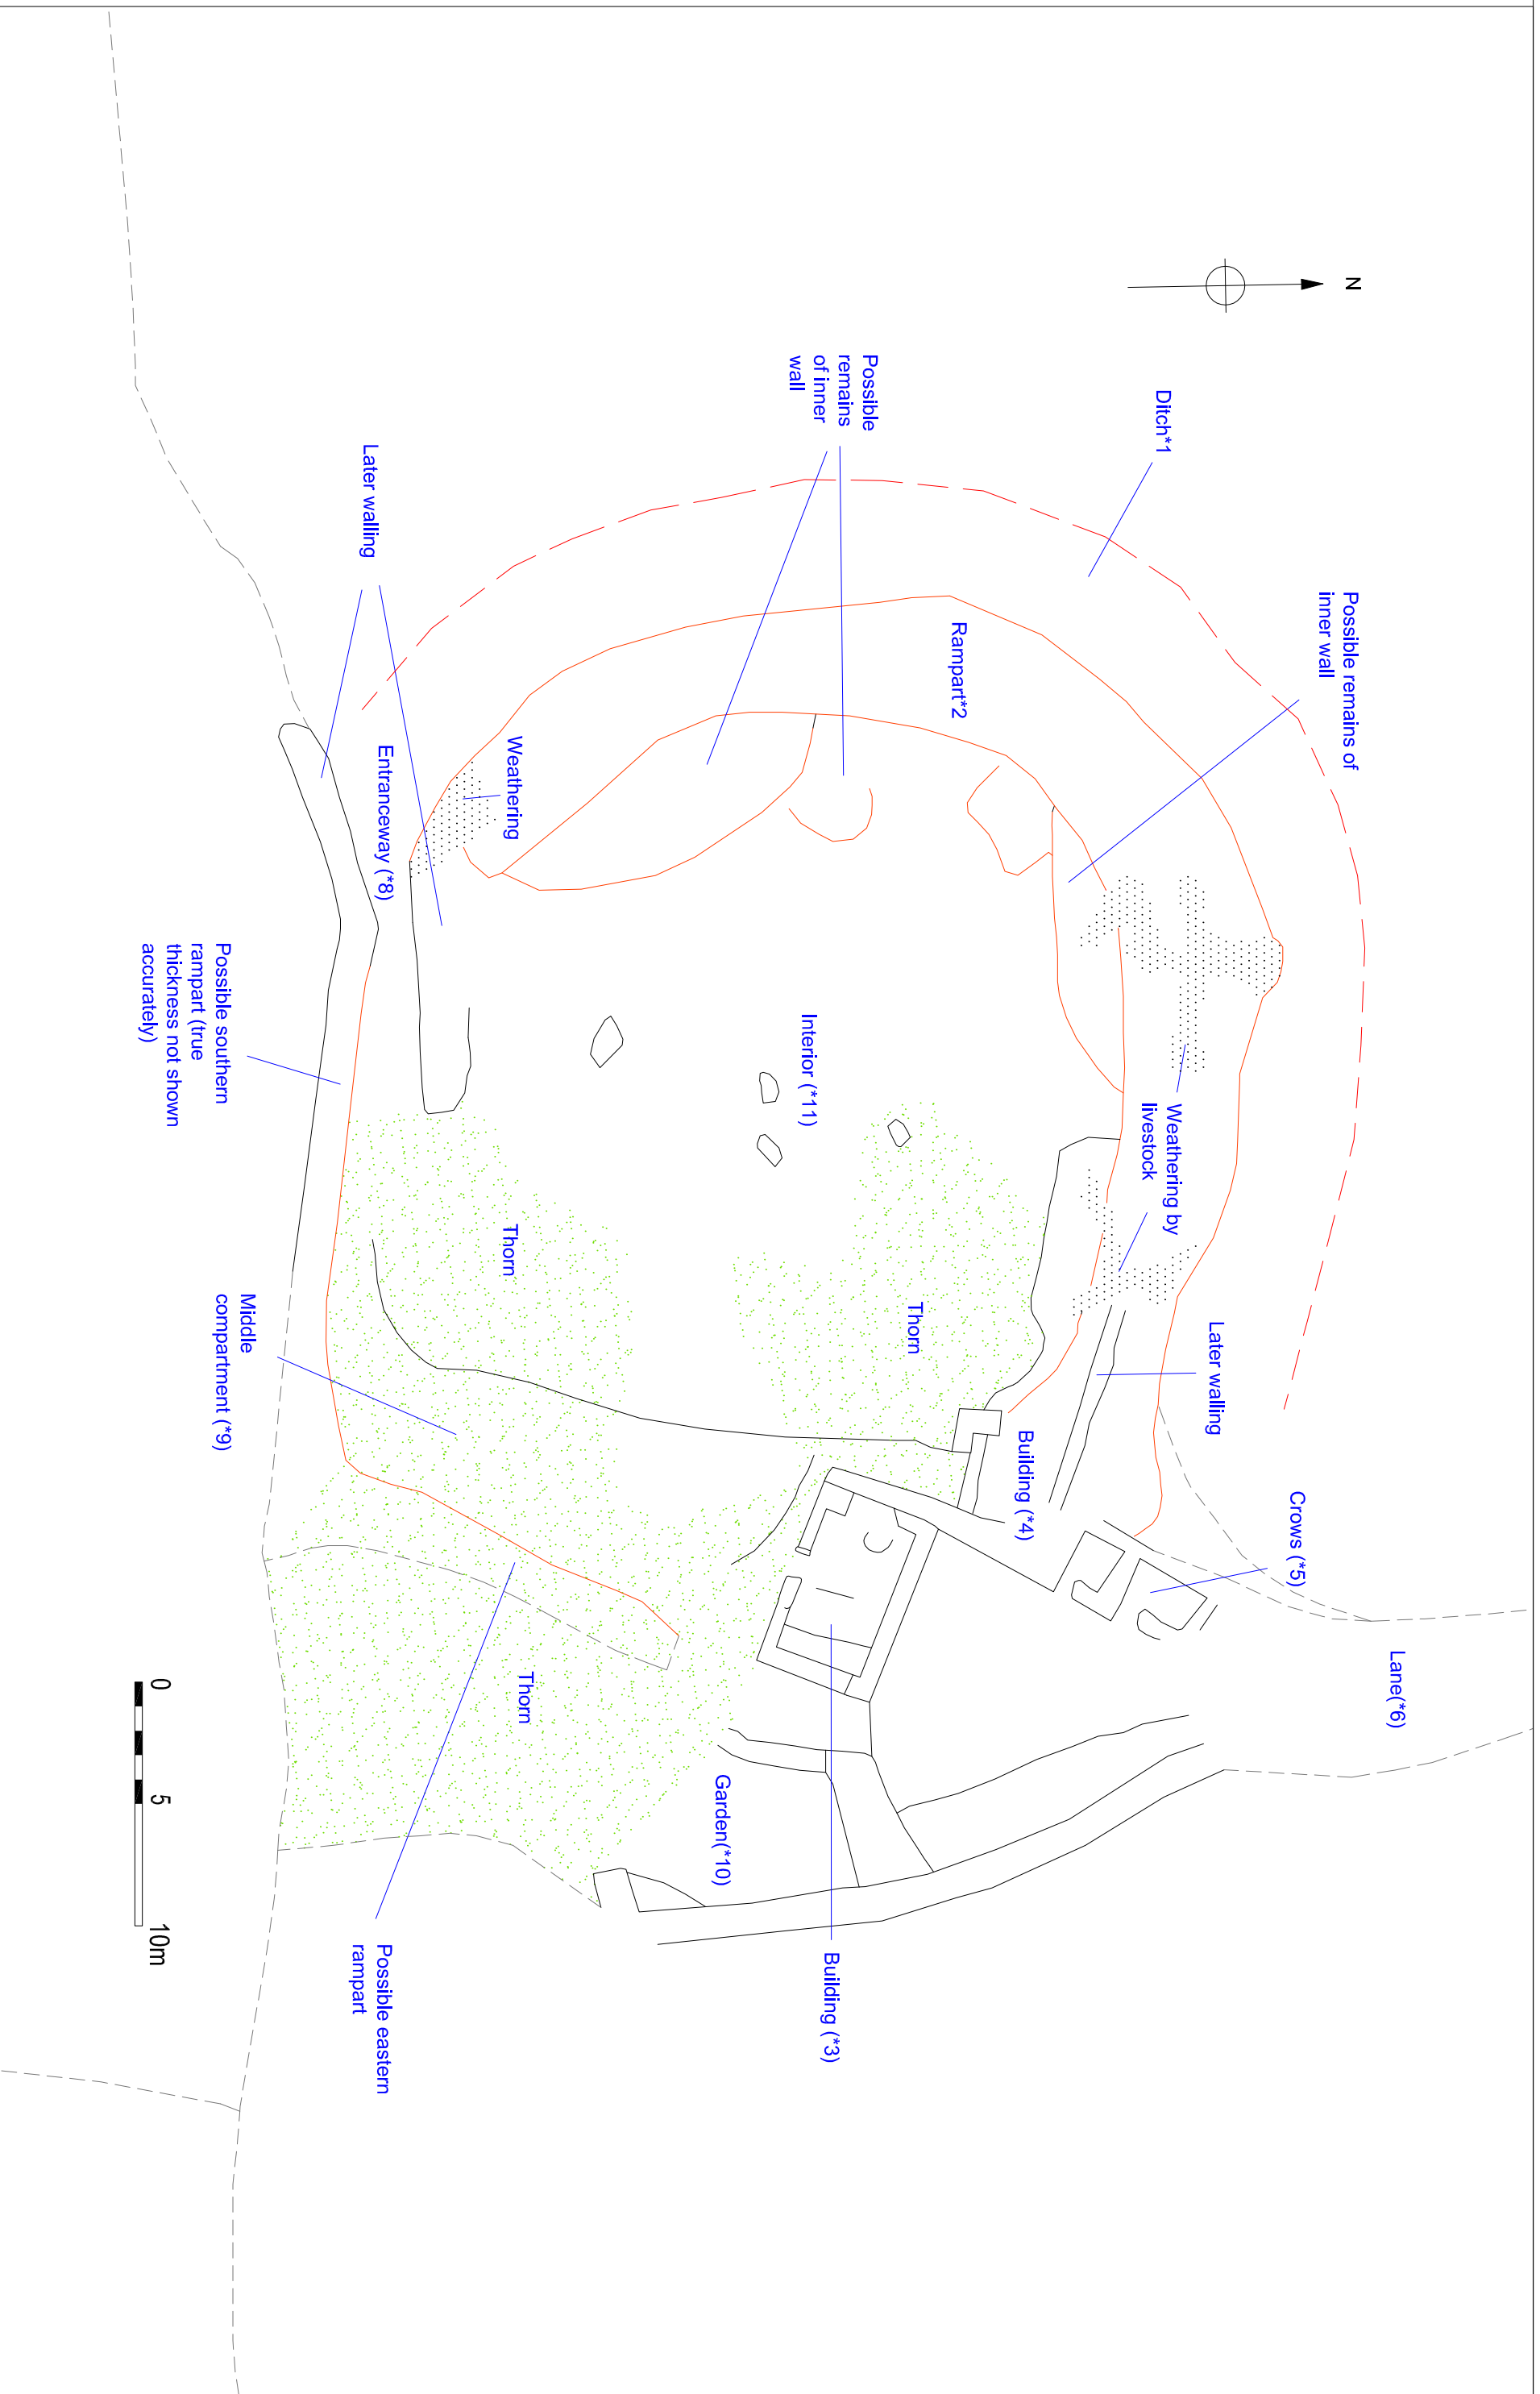 N
Possible remains of
inner wall
Ditch*1
Rampart*2
Possible
remains
of inner
wall
Later walling
Weathering
Entranceway (*8)
Weathering by
livestock
Later walling
Crows (*5)
Lane(*6)
Interior (*11)
Thorn
Building (*4)
Thorn
Possible southern
rampart (true
thickness not shown
accurately)
Middle
compartment (*9)
Thorn
Garden(*10)
Building (*3)
Possible eastern
rampart
0
5
10m